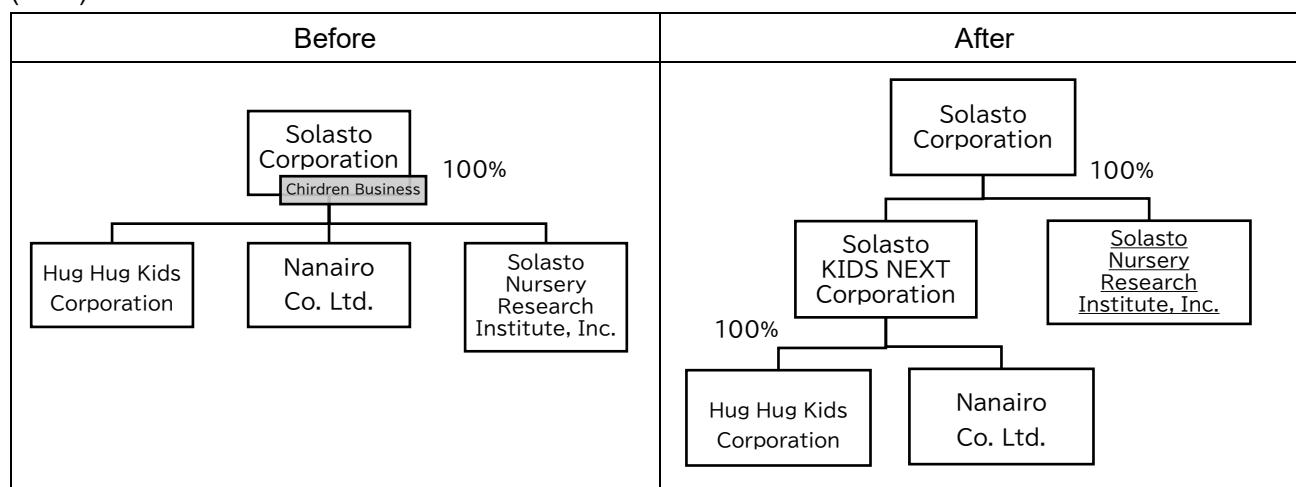 Before
After
Solasto
Corporation
100%
Chirdren Business
Hug Hug Kids
Corporation
Nanairo
Co. Ltd.
Solasto
Nursery
Research
Institute, Inc.
Solasto
Corporation
100%
Solasto
KIDS NEXT
Corporation
Solasto
Nursery
Research
Institute, Inc.
100%
Hug Hug Kids
Corporation
Nanairo
Co. Ltd.